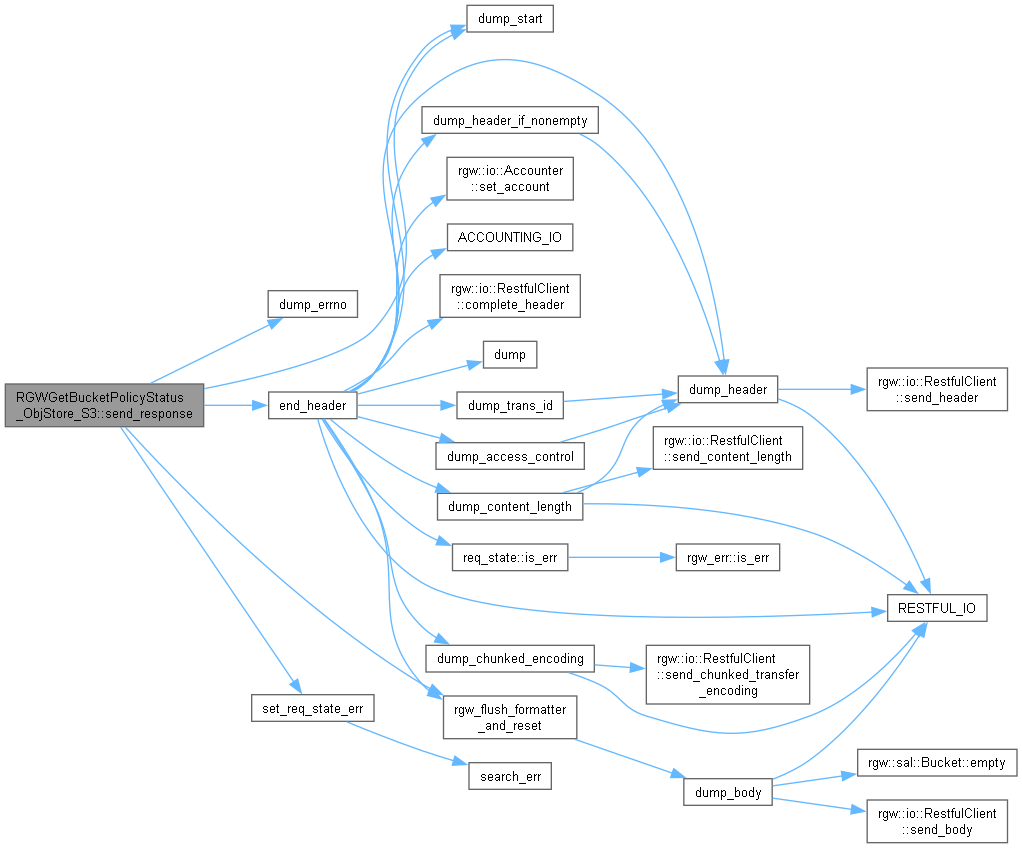 dump_start
dump_header_if_nonempty
rgw::io::Accounter
::set_account
ACCOUNTING_IO
rgw::io::RestfulClient
::complete_header
dump_errno
dump
RGWGetBucketPolicyStatus
_ObjStore_S3::send_response
end_header
dump_trans_id
dump_header
rgw::io::RestfulClient
::send_header
dump_access_control
rgw::io::RestfulClient
::send_content_length
dump_content_length
req_state::is_err
rgw_err::is_err
RESTFUL_IO
dump_chunked_encoding
rgw::io::RestfulClient
::send_chunked_transfer
_encoding
set_req_state_err
rgw_flush_formatter
_and_reset
search_err
dump_body
rgw::sal::Bucket::empty
rgw::io::RestfulClient
::send_body